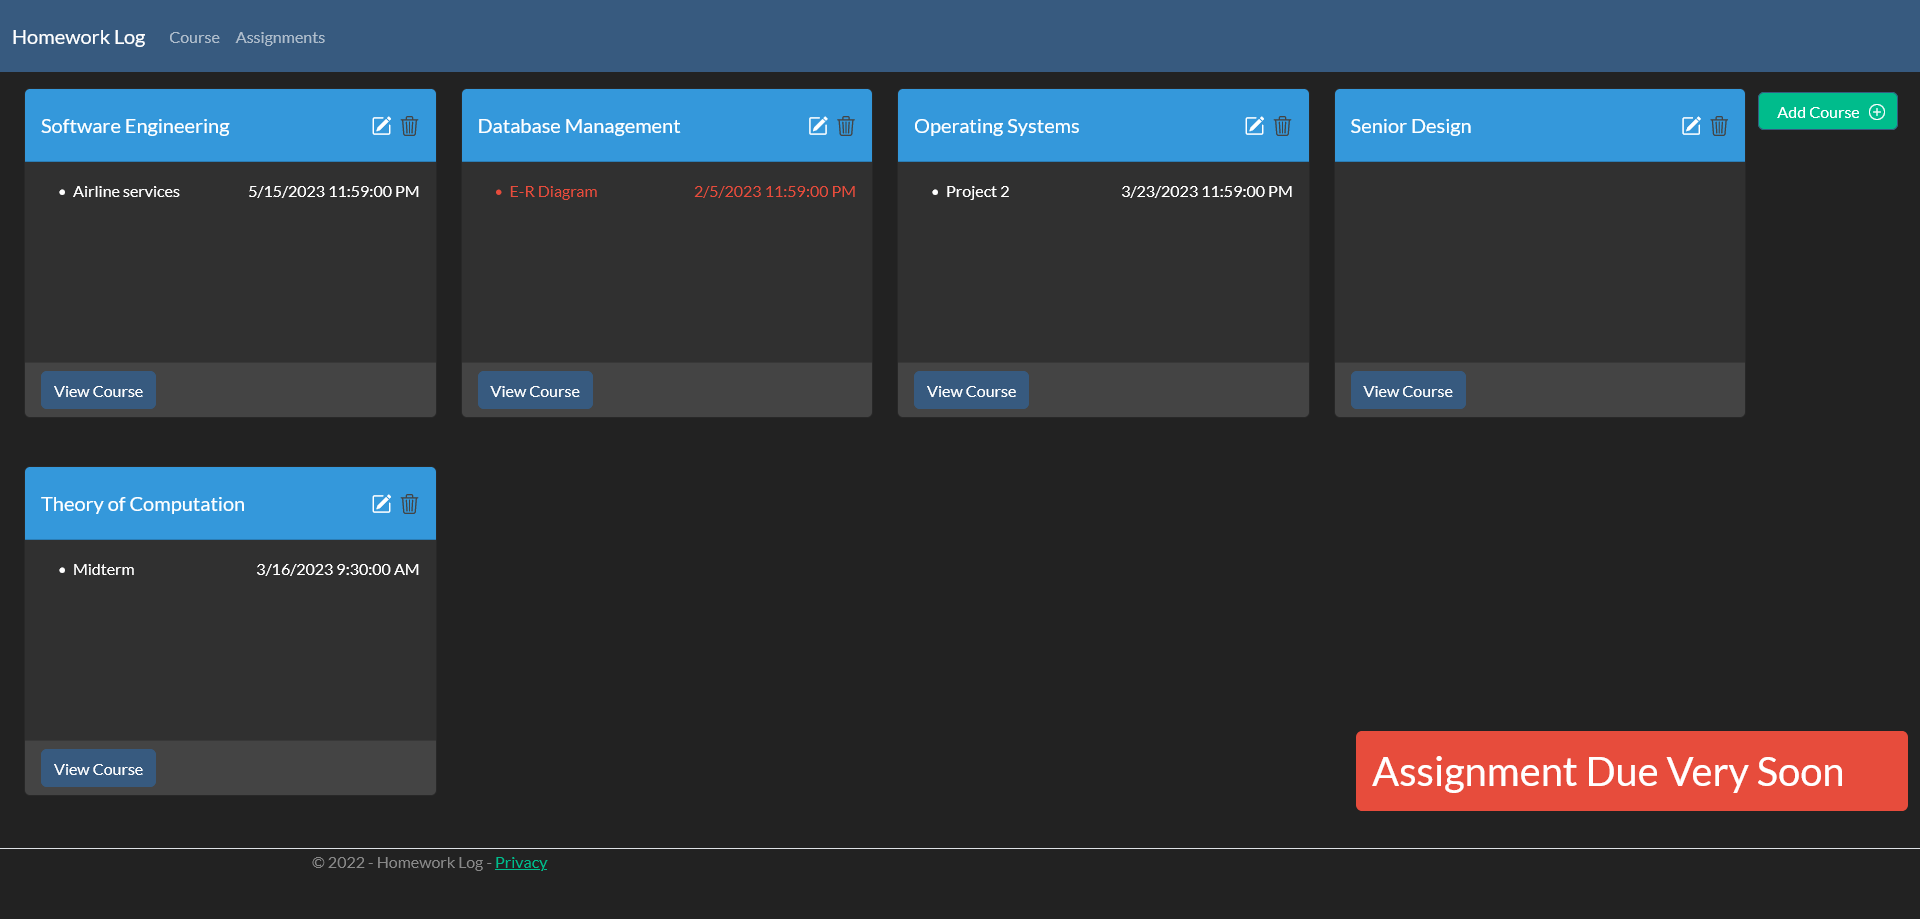 Homework Log Course Assignments
Software Engineering
Airline services 5/15/2023 11:59:00 PM
View Course
Database Management
E-R Diagram 2/5/2023 11:59:00 PM
View Course
Operating Systems
Project 2 3/23/2023 11:59:00 PM
View Course
Senior Design
View Course
Add Course
Theory of Computation
Midterm 3/16/2023 9:30:00 AM
View Course
Assignment Due Very Soon
© 2022 - Homework Log - Privacy